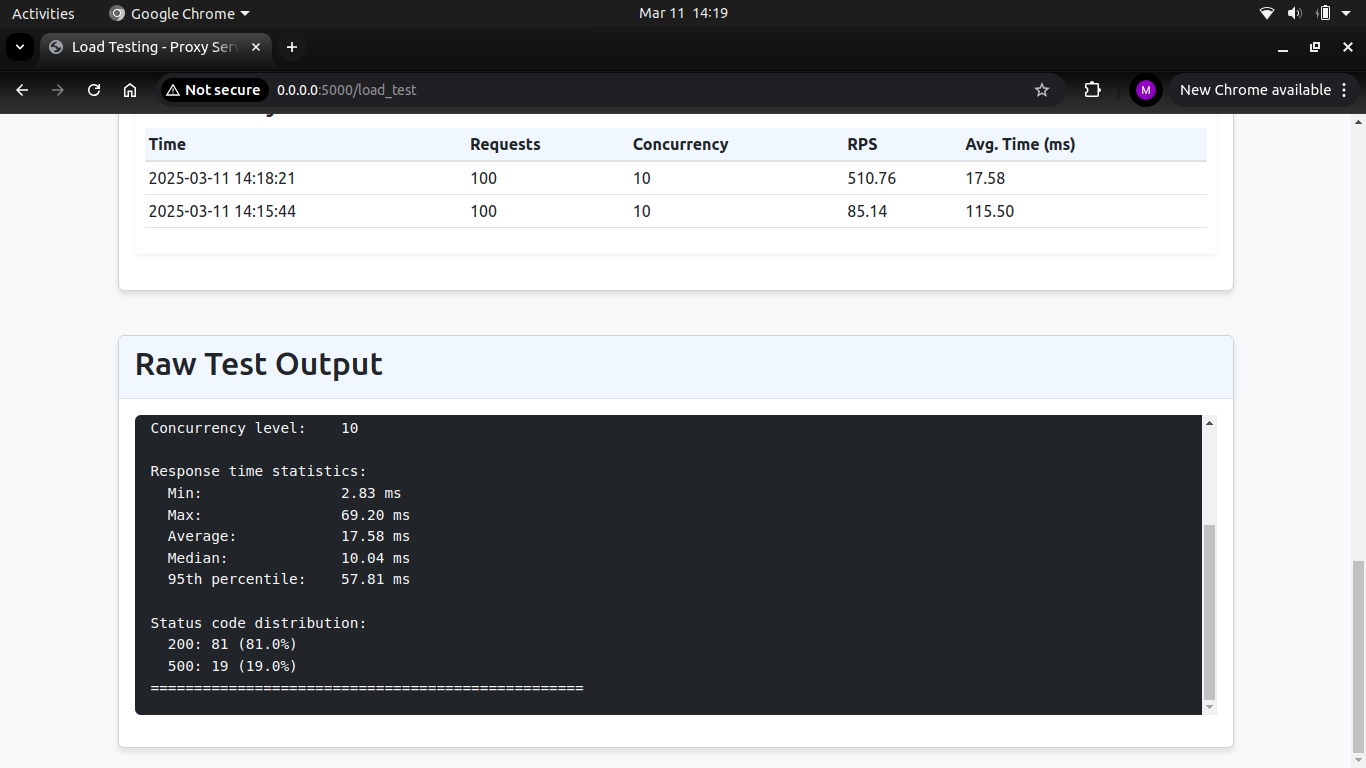 Activities Google Chrome Mar 11 14:19
Load Testing - Proxy Ser
Not secure 0.0.0.0:5000/load_test M New Chrome available
Time Requests Concurrency RPS Avg. Time (ms)
2025-03-11 14:18:21 100 10 510.76 17.58
2025-03-11 14:15:44 100 10 85.14 115.50
Raw Test Output
Concurrency level: 10
Response time statistics:
Min: 2.83 ms
Max: 69.20 ms
Average: 17.58 ms
Median: 10.04 ms
95th percentile: 57.81 ms
Status code distribution:
200: 81 (81.0%)
500: 19 (19.0%)
==================================================